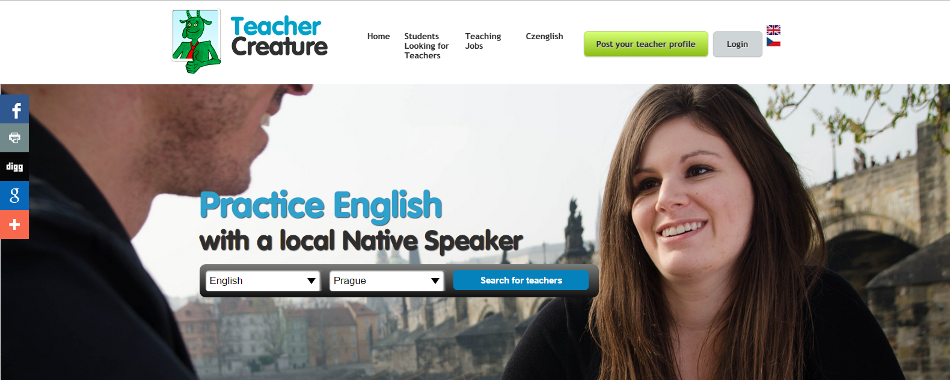 Teacher
Creature
Home
Students
Looking for
Teachers
Teaching
Jobs
Czenglish
Post your teacher profile
Login
f
digg
g
+
Practice English
with a local Native Speaker
English
Prague
Search for teachers